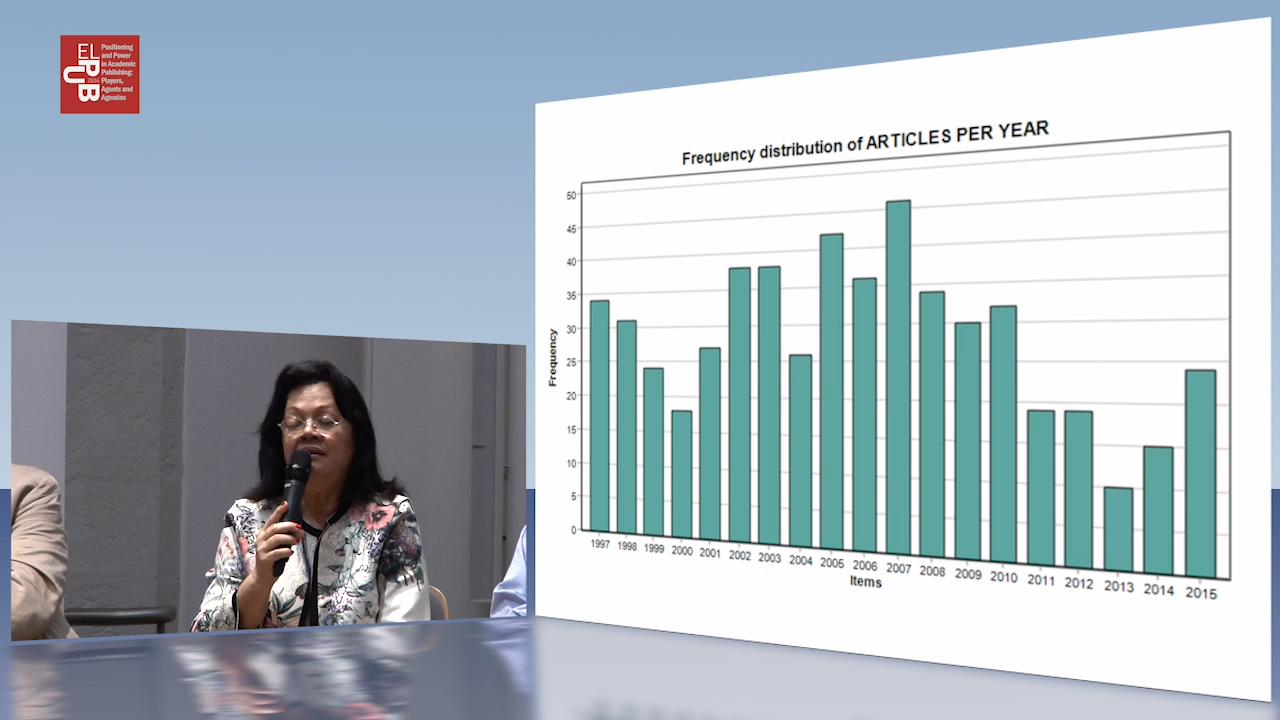 EL
PUB
2016
Positioning
and Power
in Academic
Publishing:
Players,
Agents and
Agendas
Frequency distribution of ARTICLES PER YEAR
Frequency
50
45
40
35
30
25
20
15
10
5
0
1997 1998 1999 2000 2001 2002 2003 2004 2005 2006 2007 2008 2009 2010 2011 2012 2013 2014 2015
Items